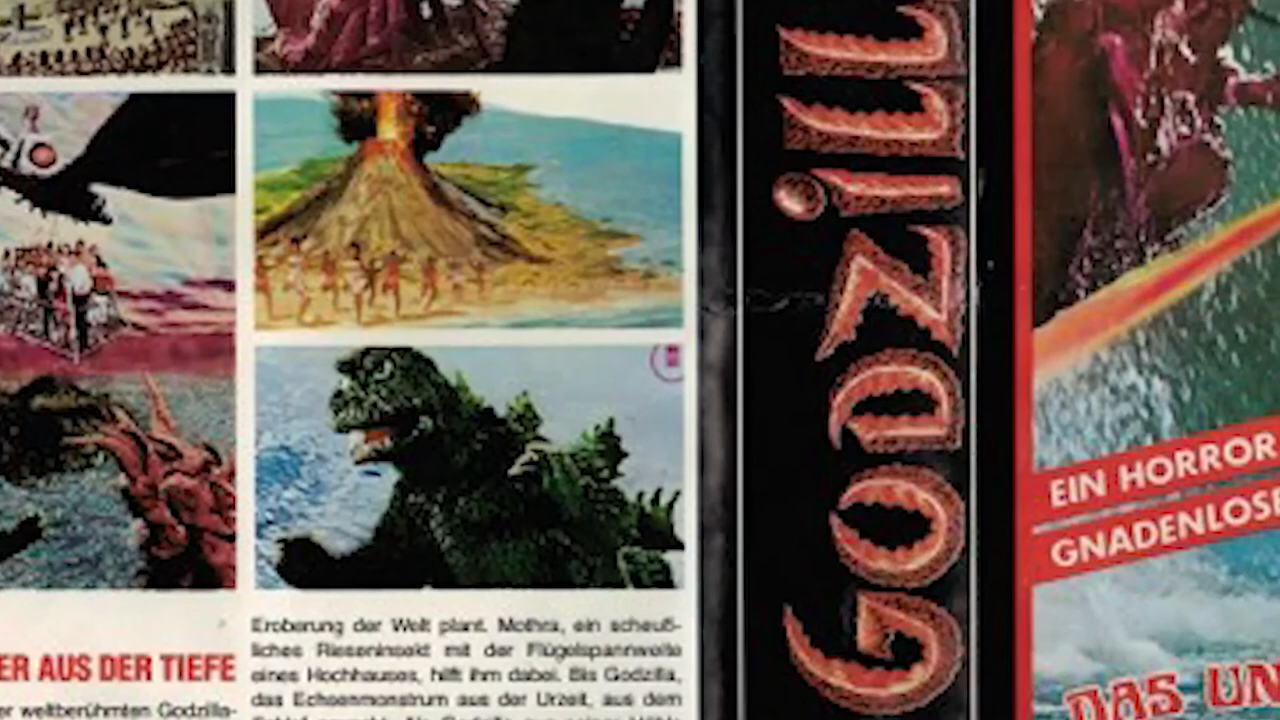 ER AUS DER TIEFE
er weltberühmten Godzilla-
Eroberung der Welt plant. Mothra, ein scheuß-
liches Rieseninsekt mit der Flügelspannweite
eines Hochhauses, hilft ihm dabei. Bis Godzilla,
das Echsenmonstrum aus der Urzeit, aus dem
GODZiLL
EIN HORROR
GNADENLOSE
DAS UN